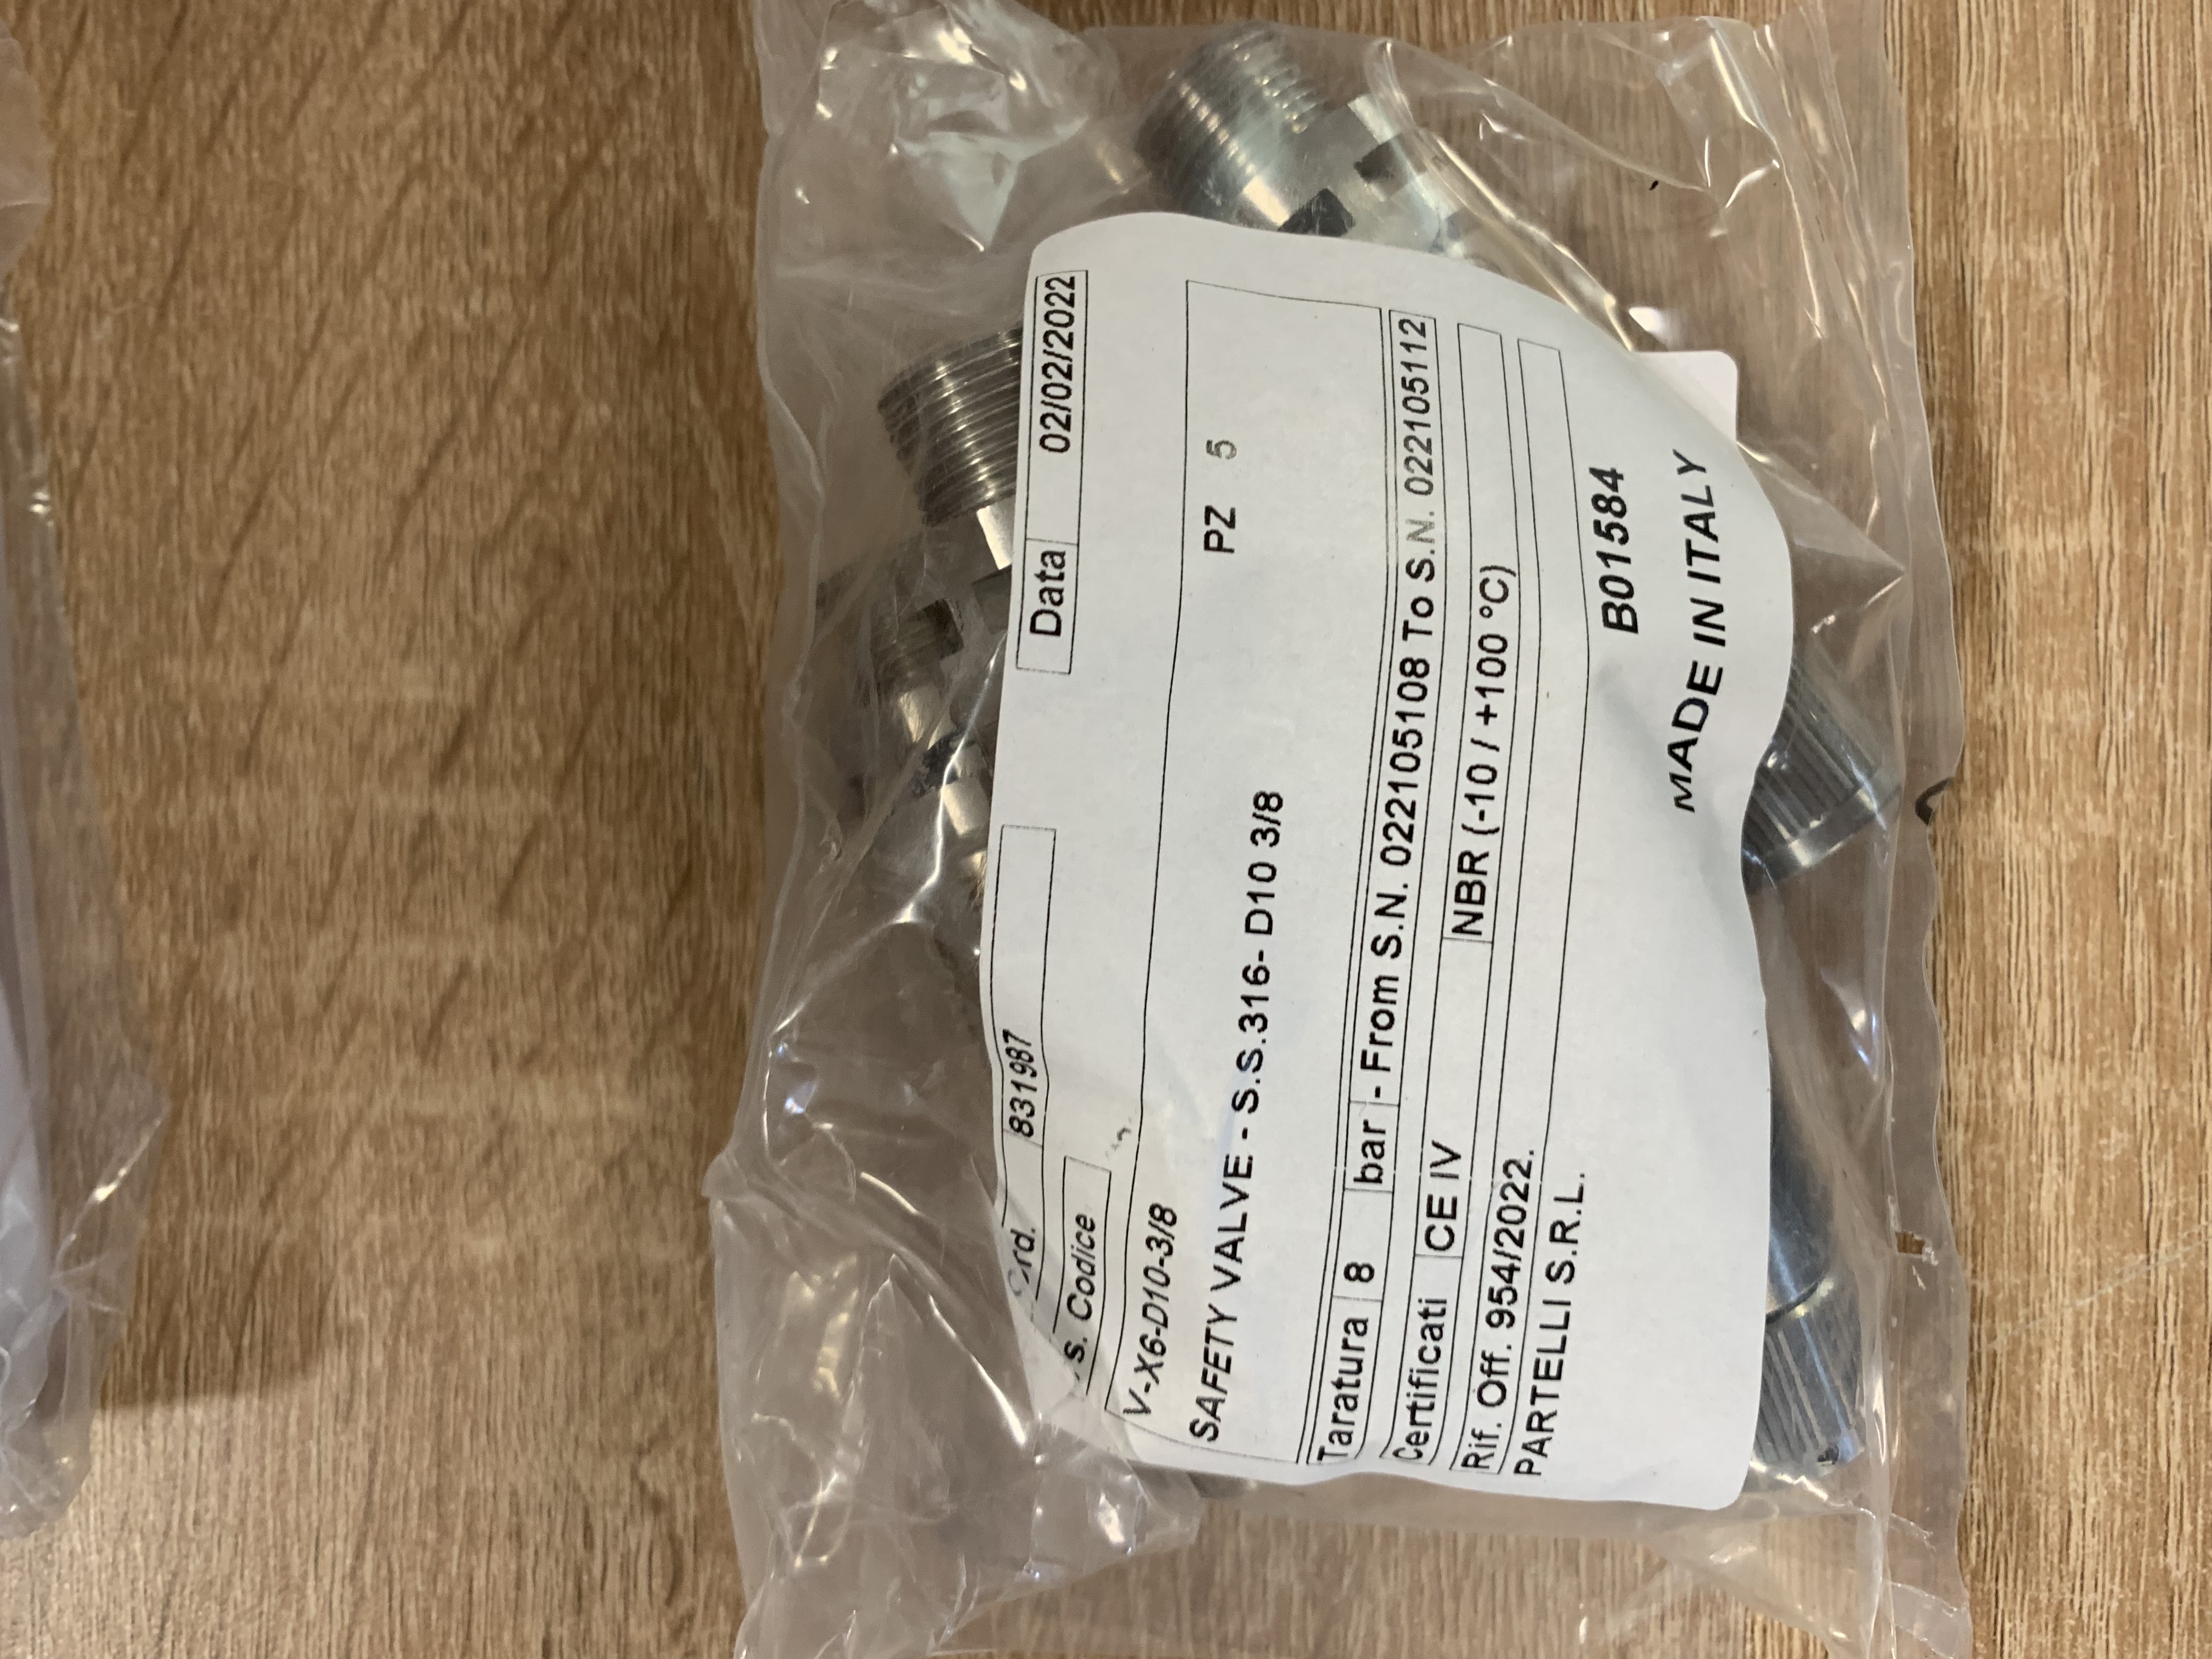 Ord. 831987 Data 02/02/2022
s. Codice
V-X6-D10-3/8
SAFETY VALVE - S.S.316- D10 3/8 PZ 5
Taratura 8 bar - From S.N. 022105108 To S.N. 022105112
Certificati CE IV NBR (-10 / +100 °C)
Rif. Off. 954/2022.
PARTELLI S.R.L.
B01584
MADE IN ITALY